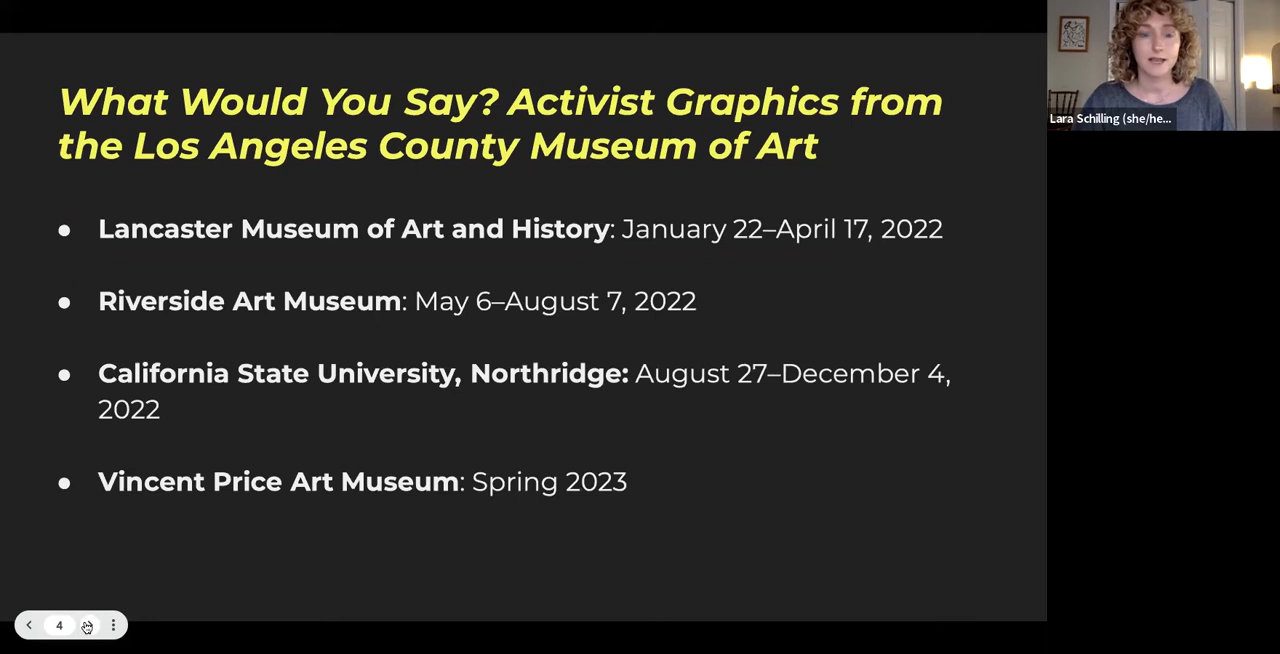 What Would You Say? Activist Graphics from
the Los Angeles County Museum of Art
● Lancaster Museum of Art and History: January 22–April 17, 2022
● Riverside Art Museum: May 6–August 7, 2022
● California State University, Northridge: August 27–December 4,
2022
● Vincent Price Art Museum: Spring 2023
Lara Schilling (she/he...
4